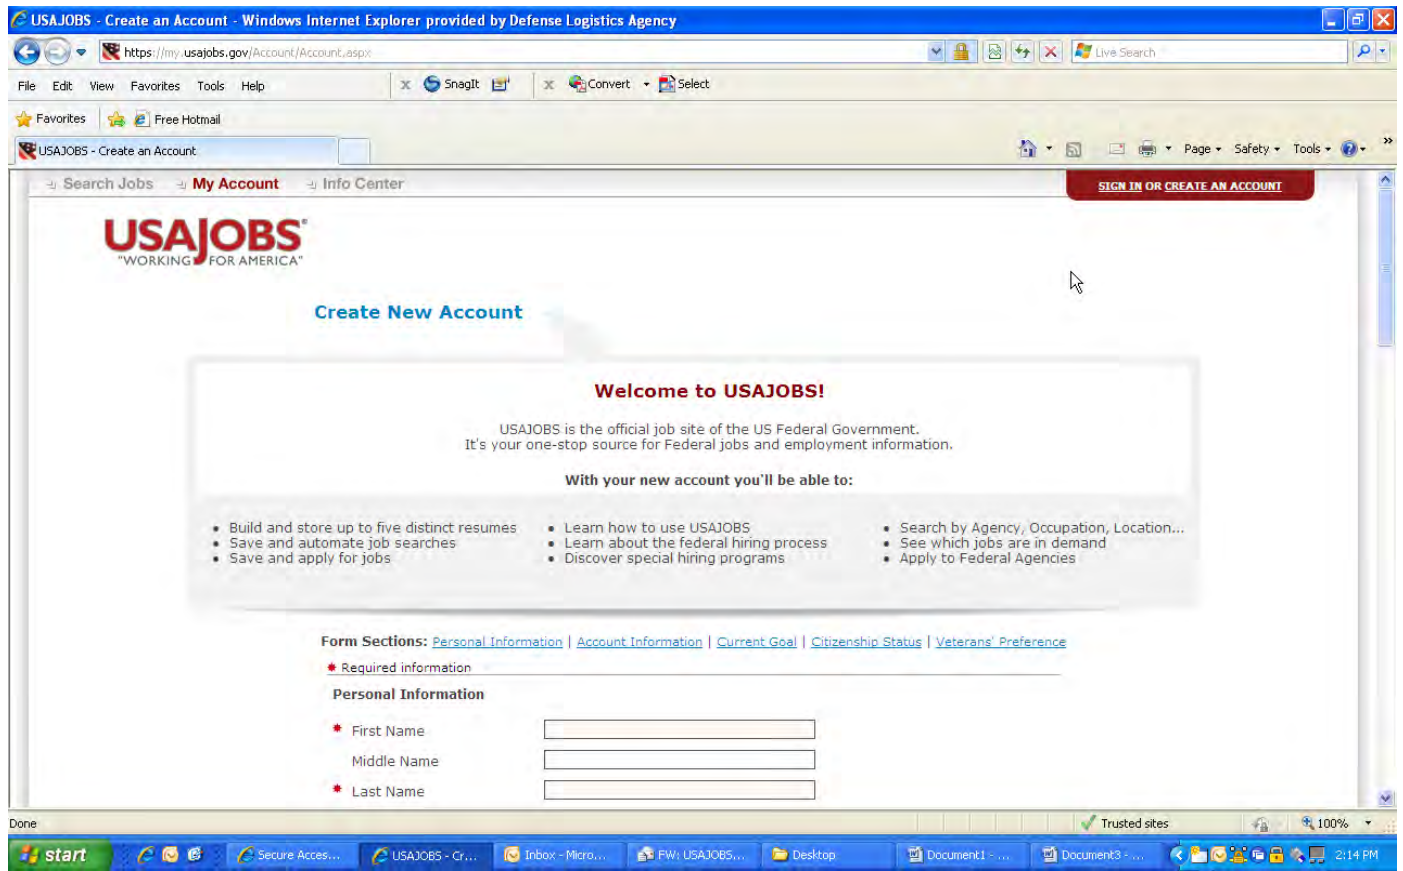 USAJOBS - Create an Account - Windows Internet Explorer provided by Defense Logistics Agency
https://my.usajobs.gov/Account/Account.aspx
Live Search
File Edit View Favorites Tools Help
x SnagIt
x Convert Select
Favorites Free Hotmail
USAJOBS - Create an Account
Page Safety Tools »
Search Jobs My Account Info Center
SIGN IN OR CREATE AN ACCOUNT
USAJOBS®
"WORKING FOR AMERICA"
Create New Account
Welcome to USAJOBS!
USAJOBS is the official job site of the US Federal Government.
It's your one-stop source for Federal jobs and employment information.
With your new account you'll be able to:
• Build and store up to five distinct resumes
• Save and automate job searches
• Save and apply for jobs
• Learn how to use USAJOBS
• Learn about the federal hiring process
• Discover special hiring programs
• Search by Agency, Occupation, Location...
• See which jobs are in demand
• Apply to Federal Agencies
Form Sections: Personal Information | Account Information | Current Goal | Citizenship Status | Veterans' Preference
* Required information
Personal Information
* First Name
Middle Name
* Last Name
Done
Trusted sites
100%
start
Secure Acces...
USAJOBS - Cr...
Inbox - Micro...
FW: USAJOBS...
Desktop
Document1 - ...
Document3 - ...
2:14 PM